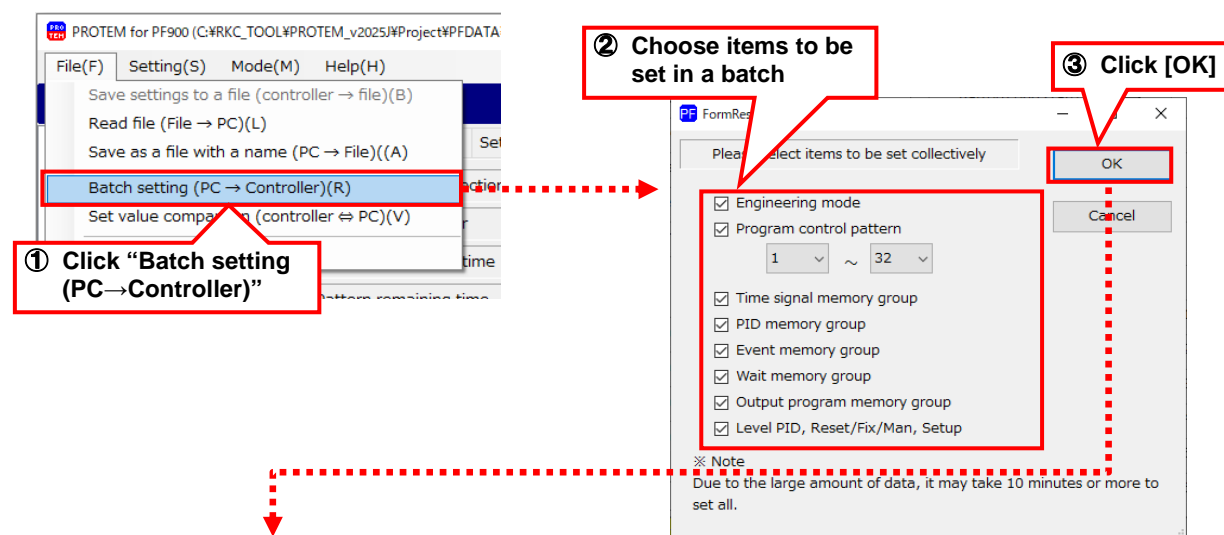 PRO
TEM
PROTEM for PF900 (C:¥RKC_TOOL¥PROTEM_v2025J¥Project¥PFDATA
File(F) Setting(S) Mode(M) Help(H)
Save settings to a file (controller → file)(B)
Read file (File → PC)(L)
Save as a file with a name (PC → File)((A)
Batch setting (PC → Controller)(R)
Set value (controller ⇔ PC)(V)
① Click “Batch setting
(PC→Controller)”
time
② Choose items to be
set in a batch
③ Click [OK]
PF
elect items to be set collectively
OK
Cancel
☑ Engineering mode
☑ Program control pattern
1 ~ 32
☑ Time signal memory group
☑ PID memory group
☑ Event memory group
☑ Wait memory group
☑ Output program memory group
☑ Level PID, Reset/Fix/Man, Setup
※ Note
Due to the large amount of data, it may take 10 minutes or more to
set all.